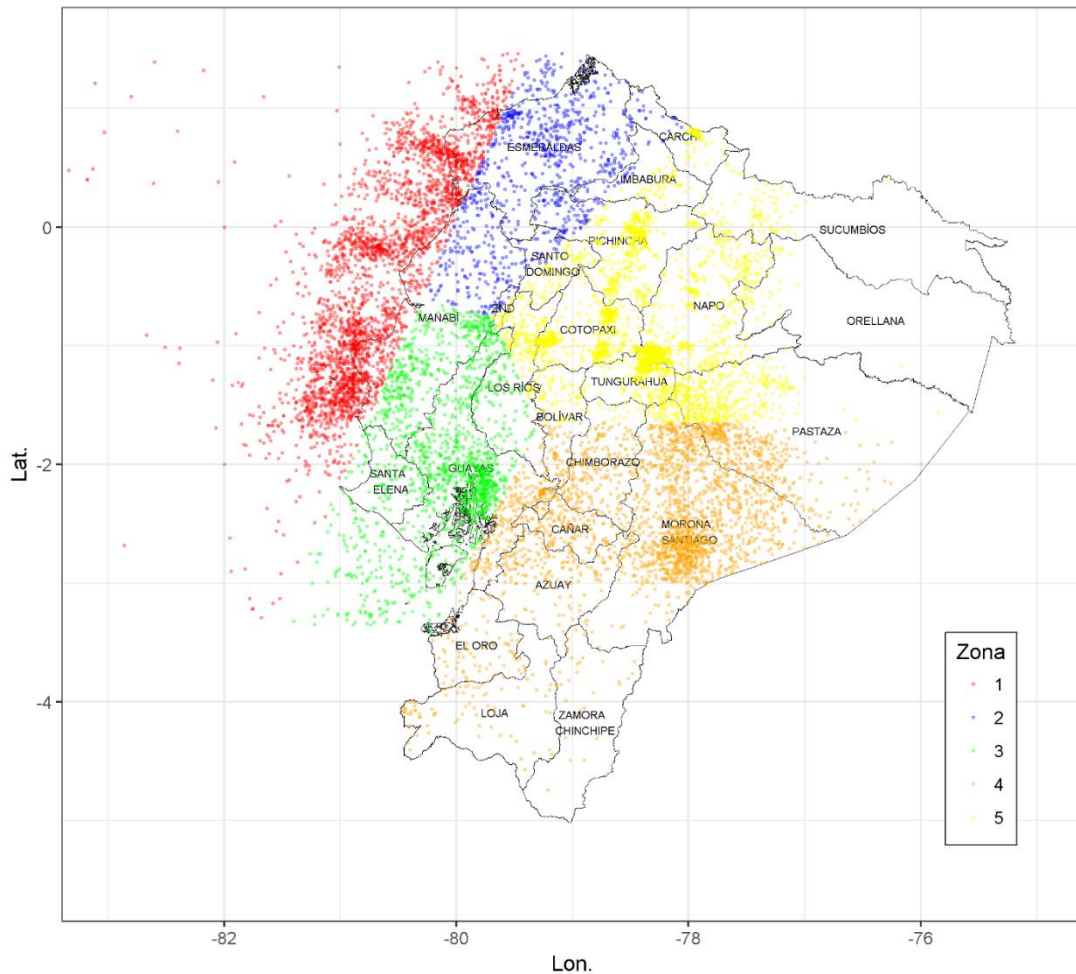 CARCHI
ESMERALDAS
IMBABURA
SUCUMBÍOS
PICHINCHA
SANTO
DOMINGO
NAPO
MANABÍ
ZND
ORELLANA
COTOPAXI
LOS RÍOS
TUNGURAHUA
BOLÍVAR
PASTAZA
CHIMBORAZO
SANTA
ELENA
GUAYAS
MORONA
SANTIAGO
CAÑAR
AZUAY
EL ORO
LOJA
ZAMORA
CHINCHIPE
Zona
1
2
3
4
5
0
-2
-4
Lat.
-82
-80
-78
-76
Lon.